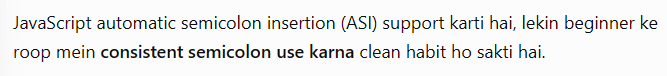 JavaScript automatic semicolon insertion (ASI) support karti hai, lekin beginner ke
roop mein consistent semicolon use karna clean habit ho sakti hai.